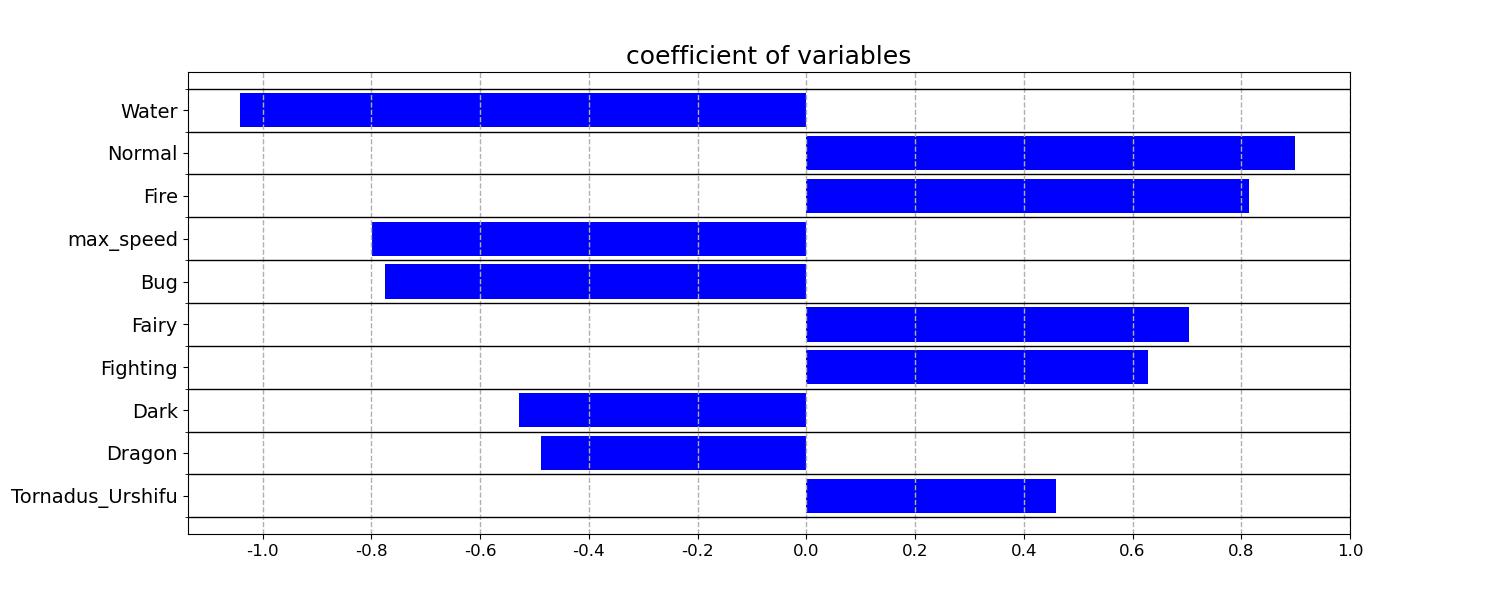 coefficient of variables
Water
Normal
Fire
max_speed
Bug
Fairy
Fighting
Dark
Dragon
Tornadus_Urshifu
-1.0 -0.8 -0.6 -0.4 -0.2 0.0 0.2 0.4 0.6 0.8 1.0